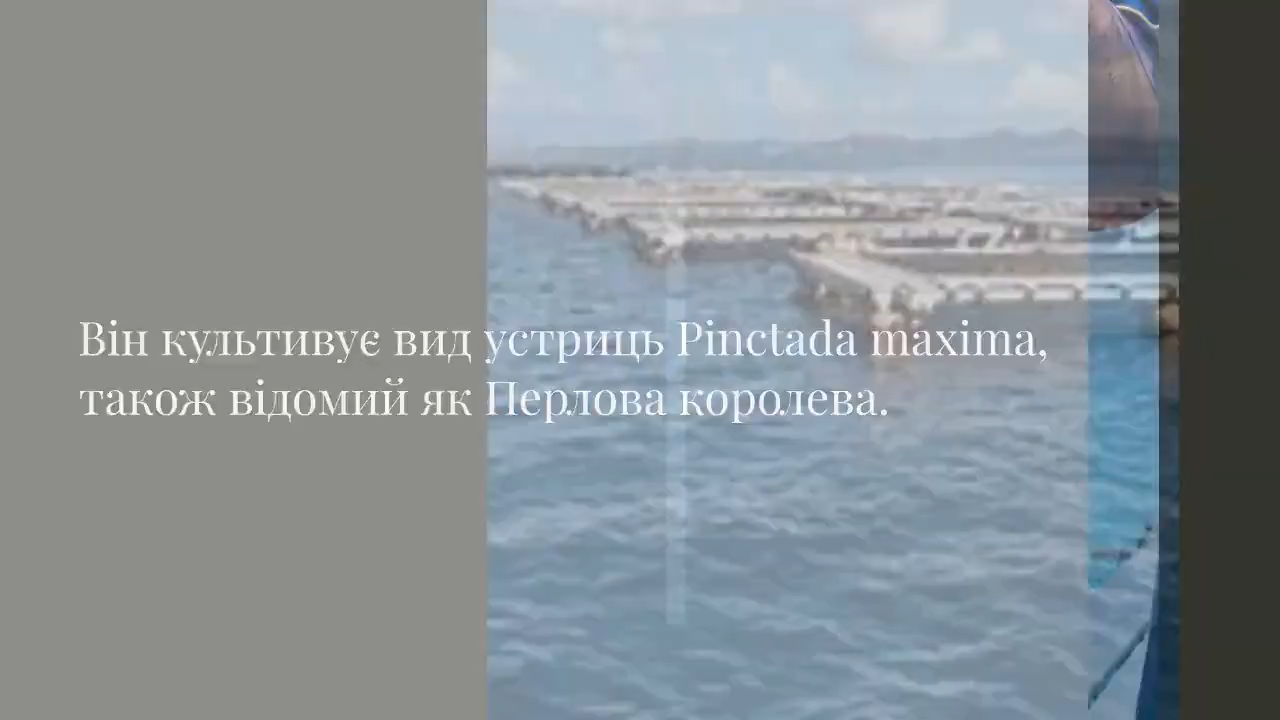 Він культивує вид устриць Pinctada maxima,
також відомий як Перлова королева.